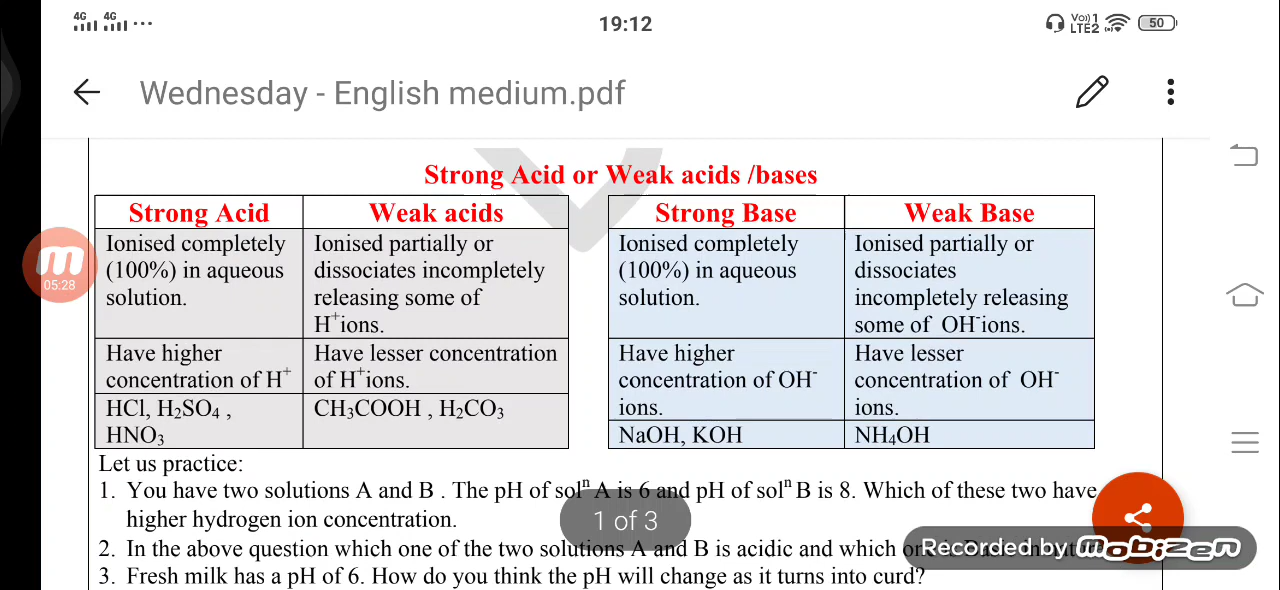 4G 4G ...
19:12
Vo)) 1
LTE2
50
Wednesday - English medium.pdf
05:28
Strong Acid or Weak acids /bases
Strong Acid
Weak acids
Ionised completely
(100%) in aqueous
solution.
Ionised partially or
dissociates incompletely
releasing some of
H⁺ions.
Have higher
concentration of H⁺
Have lesser concentration
of H⁺ions.
HCl, H₂SO₄ ,
HNO₃
CH₃COOH , H₂CO₃
Strong Base
Weak Base
Ionised completely
(100%) in aqueous
solution.
Ionised partially or
dissociates
incompletely releasing
some of OH⁻ions.
Have higher
concentration of OH⁻
ions.
Have lesser
concentration of OH⁻
ions.
NaOH, KOH
NH₄OH
Let us practice:
1. You have two solutions A and B . The pH of solⁿ A is 6 and pH of solⁿ B is 8. Which of these two have
higher hydrogen ion concentration.
1 of 3
2. In the above question which one of the two solutions A and B is acidic and which
Recorded by Mobizen
3. Fresh milk has a pH of 6. How do you think the pH will change as it turns into curd?